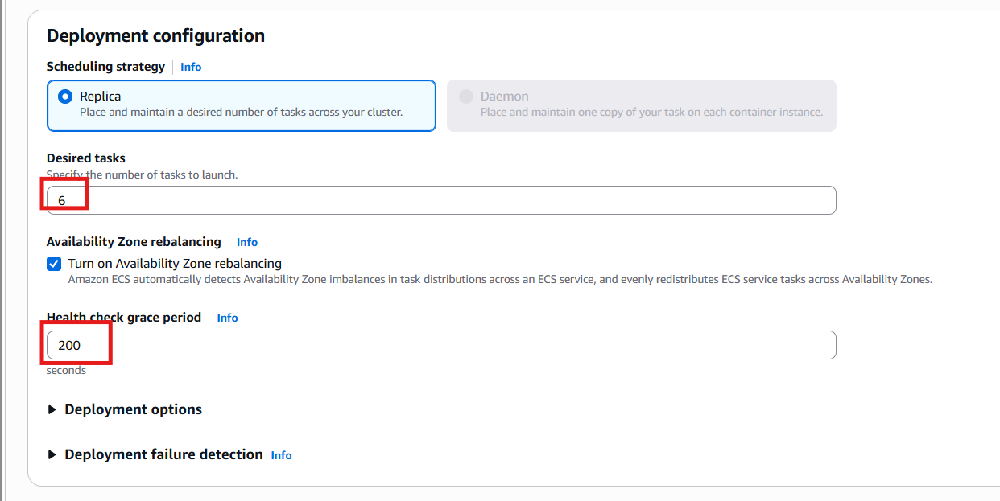 Deployment configuration
Scheduling strategy Info
Replica
Place and maintain a desired number of tasks across your cluster.
Daemon
Place and maintain one copy of your task on each container instance.
Desired tasks
Specify the number of tasks to launch.
6
Availability Zone rebalancing Info
Turn on Availability Zone rebalancing
Amazon ECS automatically detects Availability Zone imbalances in task distributions across an ECS service, and evenly redistributes ECS service tasks across Availability Zones.
Health check grace period Info
200
seconds
Deployment options
Deployment failure detection Info